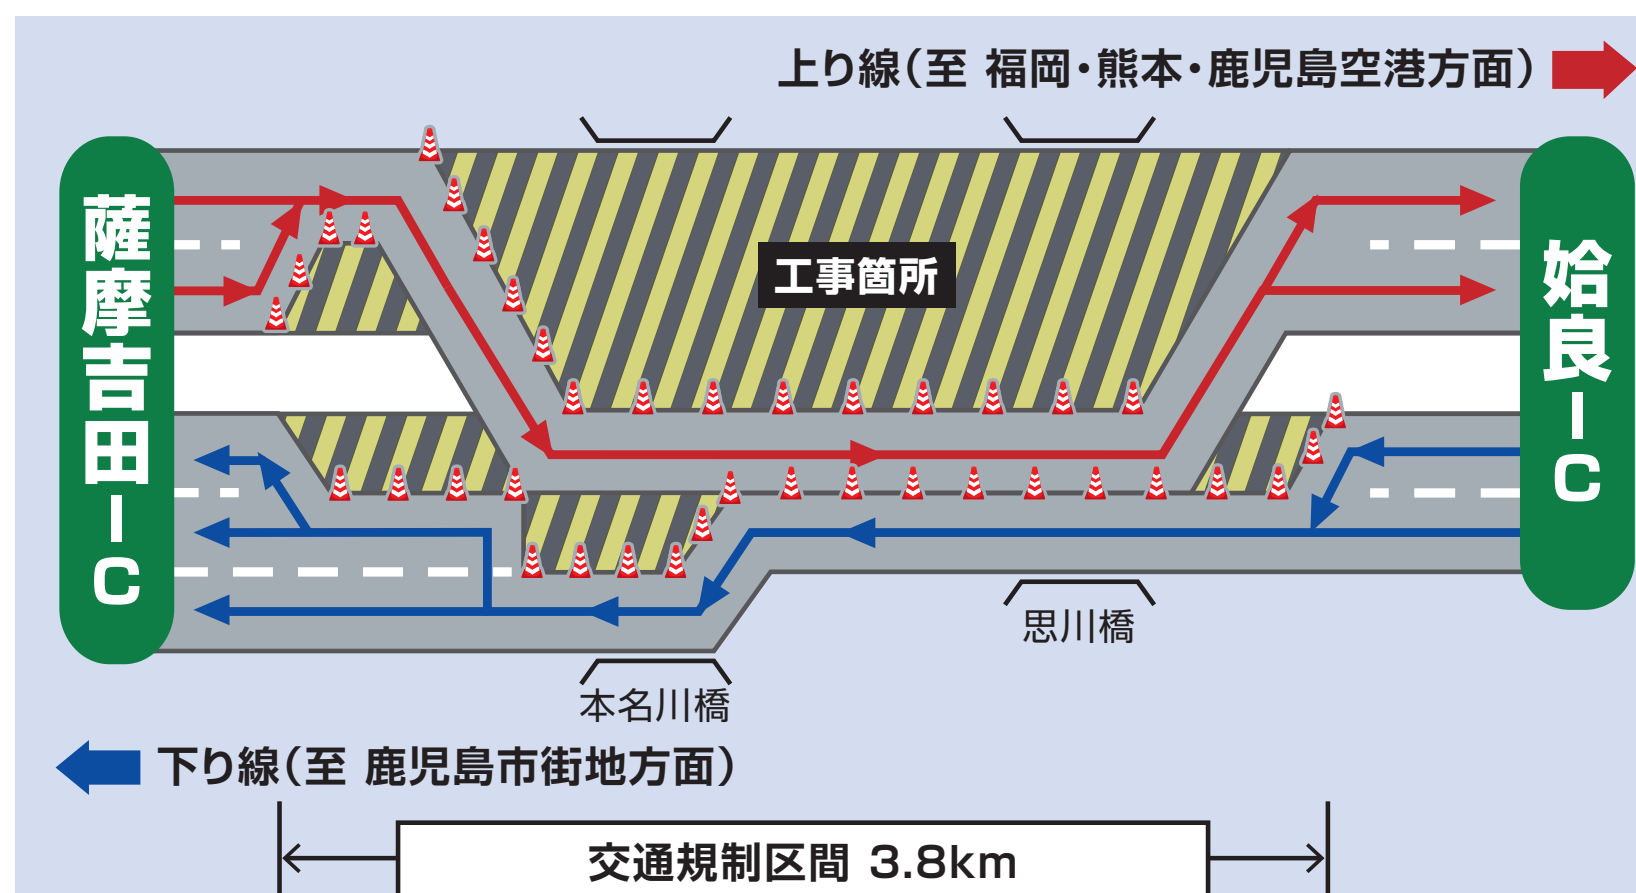 上り線（至 福岡・熊本・鹿児島空港方面）
薩摩吉田IC
工事箇所
姶良IC
思川橋
本名川橋
下り線（至 鹿児島市街地方面）
交通規制区間 3.8km